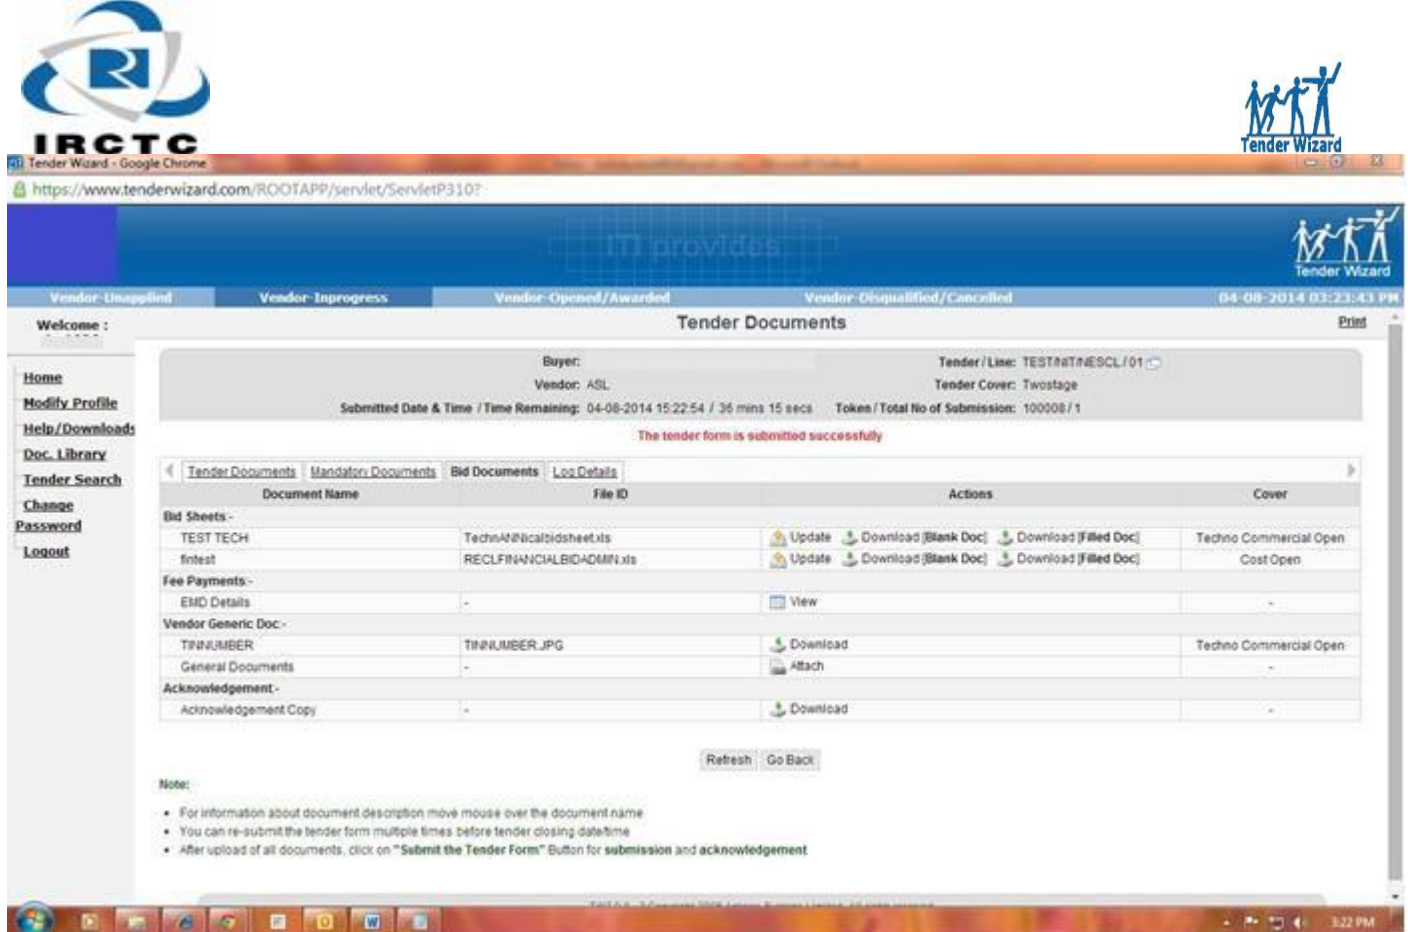 IRCTC
Tender Wizard
Tender Wizard - Google Chrome
https://www.tenderwizard.com/ROOTAPP/servlet/ServletP310?
ITI provides
Tender Wizard
Vendor-Unapplied Vendor-Inprogress Vendor-Opened/Awarded Vendor-Disqualified/Cancelled 04-08-2014 03:23:43 PM
Welcome :
Tender Documents
Print
Home
Modify Profile
Help/Downloads
Doc. Library
Tender Search
Change
Password
Logout
Buyer: Tender / Line: TEST/NIT/NESCL / 01
Vendor: ASL Tender Cover: Twostage
Submitted Date & Time / Time Remaining: 04-08-2014 15:22:54 / 36 mins 15 secs Token / Total No of Submission: 100008 / 1
The tender form is submitted successfully
Tender Documents Mandatory Documents Bid Documents Log Details
Document Name File ID Actions Cover
Bid Sheets:-
TEST TECH TechnANNicalbidsheet.xls Update Download [Blank Doc] Download [Filled Doc] Techno Commercial Open
fintest RECLFINANCIALBIDADMIN.xls Update Download [Blank Doc] Download [Filled Doc] Cost Open
Fee Payments:-
EMD Details - View -
Vendor Generic Doc:-
TINNUMBER TINNUMBER.JPG Download Techno Commercial Open
General Documents - Attach -
Acknowledgement:-
Acknowledgement Copy - Download -
Refresh Go Back
Note:
• For information about document description move mouse over the document name
• You can re-submit the tender form multiple times before tender closing date/time
• After upload of all documents, click on "Submit the Tender Form" Button for submission and acknowledgement
3:22 PM